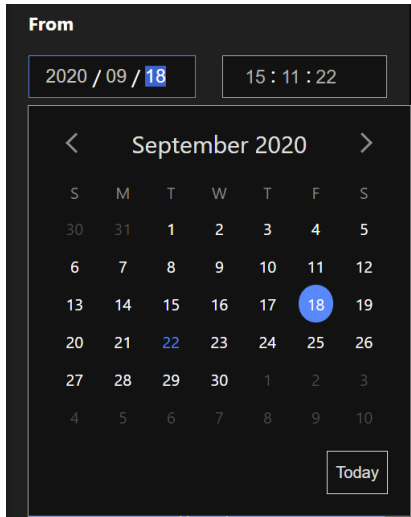 From
2020 / 09 / 18 15 : 11 : 22
September 2020
S M T W T F S
30 31 1 2 3 4 5
6 7 8 9 10 11 12
13 14 15 16 17 18 19
20 21 22 23 24 25 26
27 28 29 30 1 2 3
4 5 6 7 8 9 10
Today